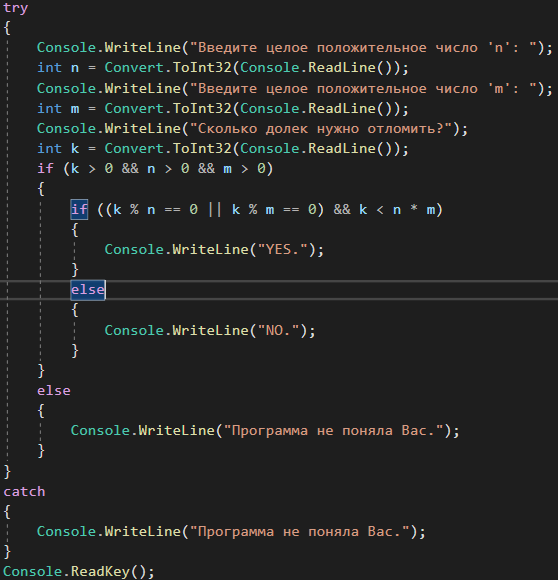 try
{
Console.WriteLine("Введите целое положительное число 'n': ");
int n = Convert.ToInt32(Console.ReadLine());
Console.WriteLine("Введите целое положительное число 'm': ");
int m = Convert.ToInt32(Console.ReadLine());
Console.WriteLine("Сколько долек нужно отломить?");
int k = Convert.ToInt32(Console.ReadLine());
if (k > 0 && n > 0 && m > 0)
{
if ((k % n == 0 || k % m == 0) && k < n * m)
{
Console.WriteLine("YES.");
}
else
{
Console.WriteLine("NO.");
}
}
else
{
Console.WriteLine("Программа не поняла Вас.");
}
}
catch
{
Console.WriteLine("Программа не поняла Вас.");
}
Console.ReadKey();